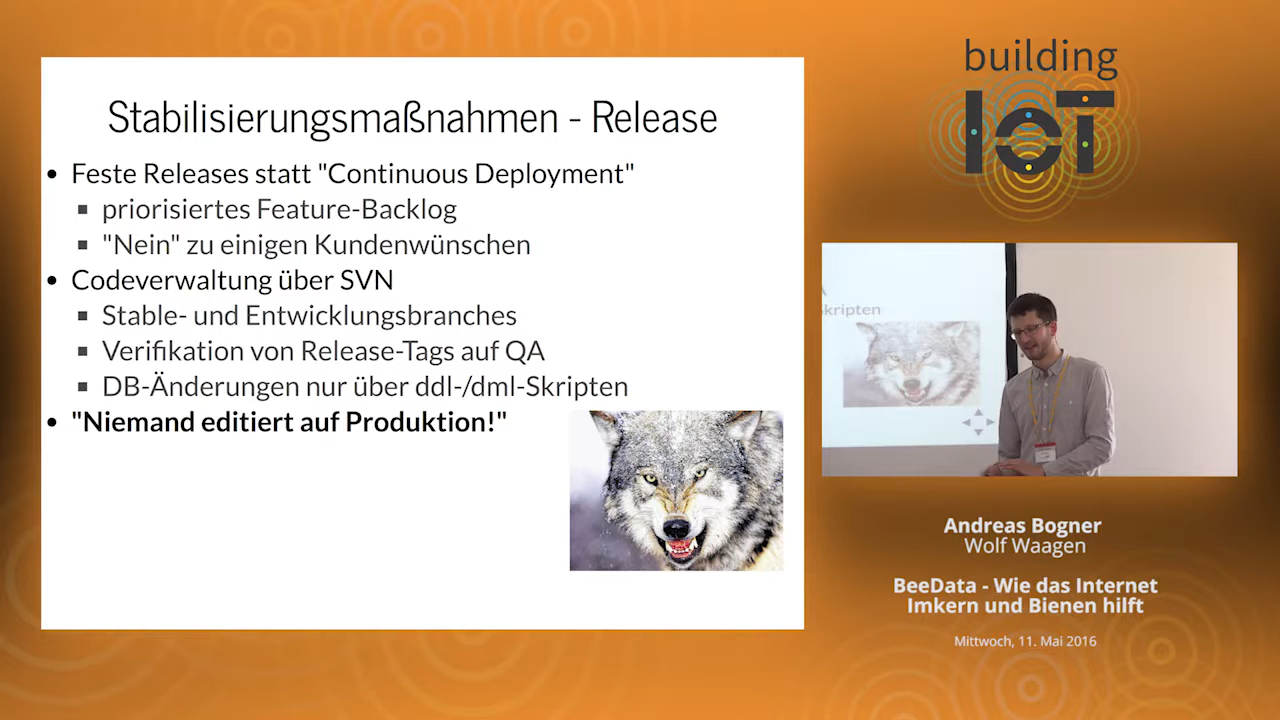 Stabilisierungsmaßnahmen - Release
Feste Releases statt "Continuous Deployment"
priorisiertes Feature-Backlog
"Nein" zu einigen Kundenwünschen
Codeverwaltung über SVN
Stable- und Entwicklungsbranches
Verifikation von Release-Tags auf QA
DB-Änderungen nur über ddl-/dml-Skripten
"Niemand editiert auf Produktion!"
building
IoT
kripten
Andreas Bogner
Wolf Waagen
BeeData - Wie das Internet
Imkern und Bienen hilft
Mittwoch, 11. Mai 2016